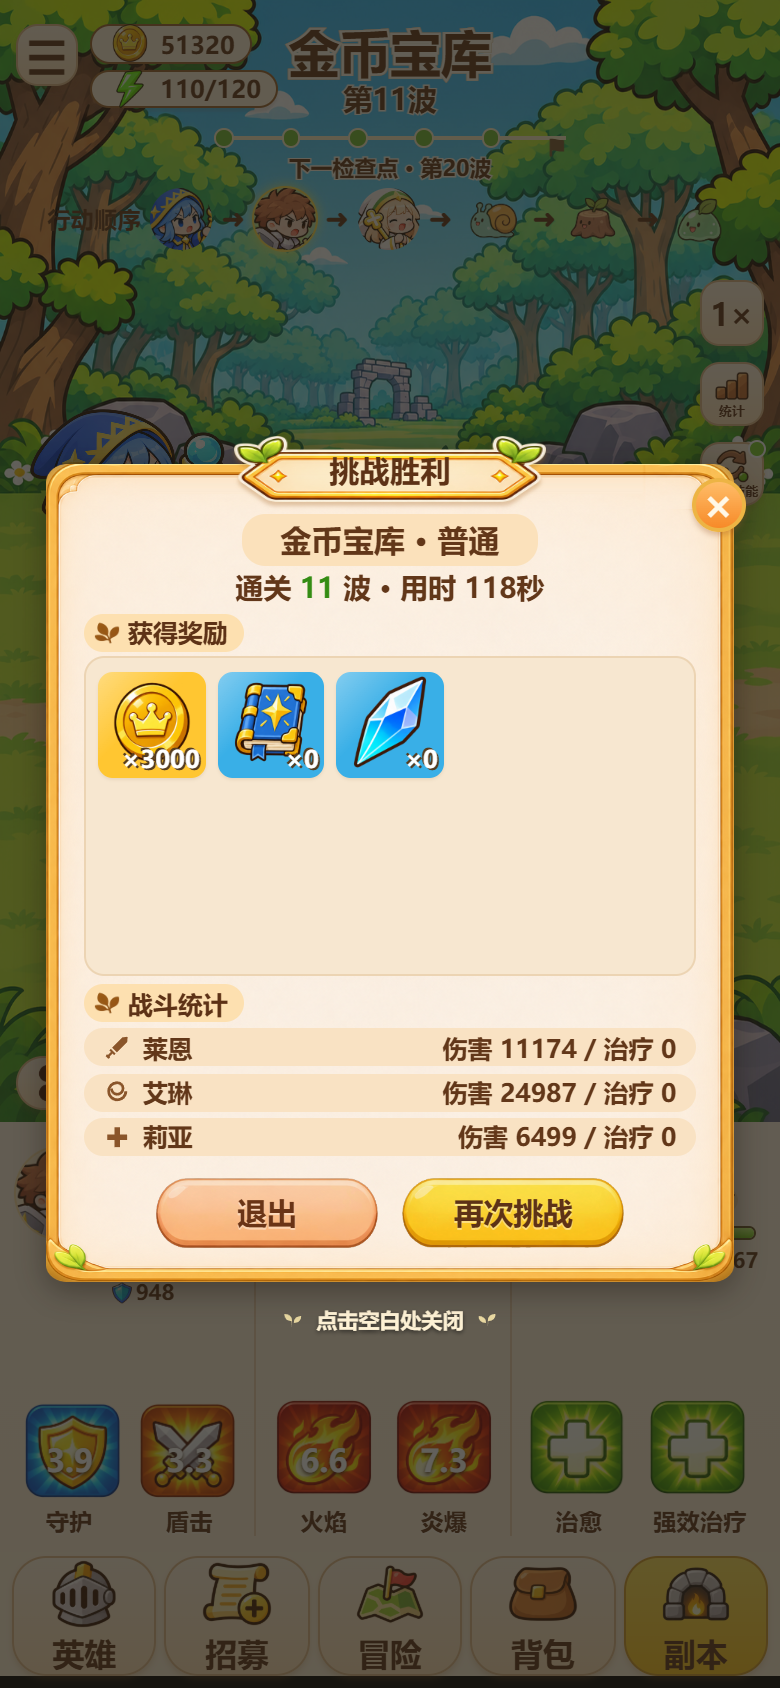 51320
110/120
金币宝库
第11波
下一检查点·第20波
行动顺序
1×
统计
能
挑战胜利
金币宝库·普通
通关 11 波·用时 118秒
获得奖励
×3000
×0
×0
战斗统计
莱恩 伤害 11174 / 治疗 0
艾琳 伤害 24987 / 治疗 0
莉亚 伤害 6499 / 治疗 0
退出 再次挑战
67
948
点击空白处关闭
3.9 3.3 6.6 7.3
守护 盾击 火焰 炎爆 治愈 强效治疗
英雄 招募 冒险 背包 副本